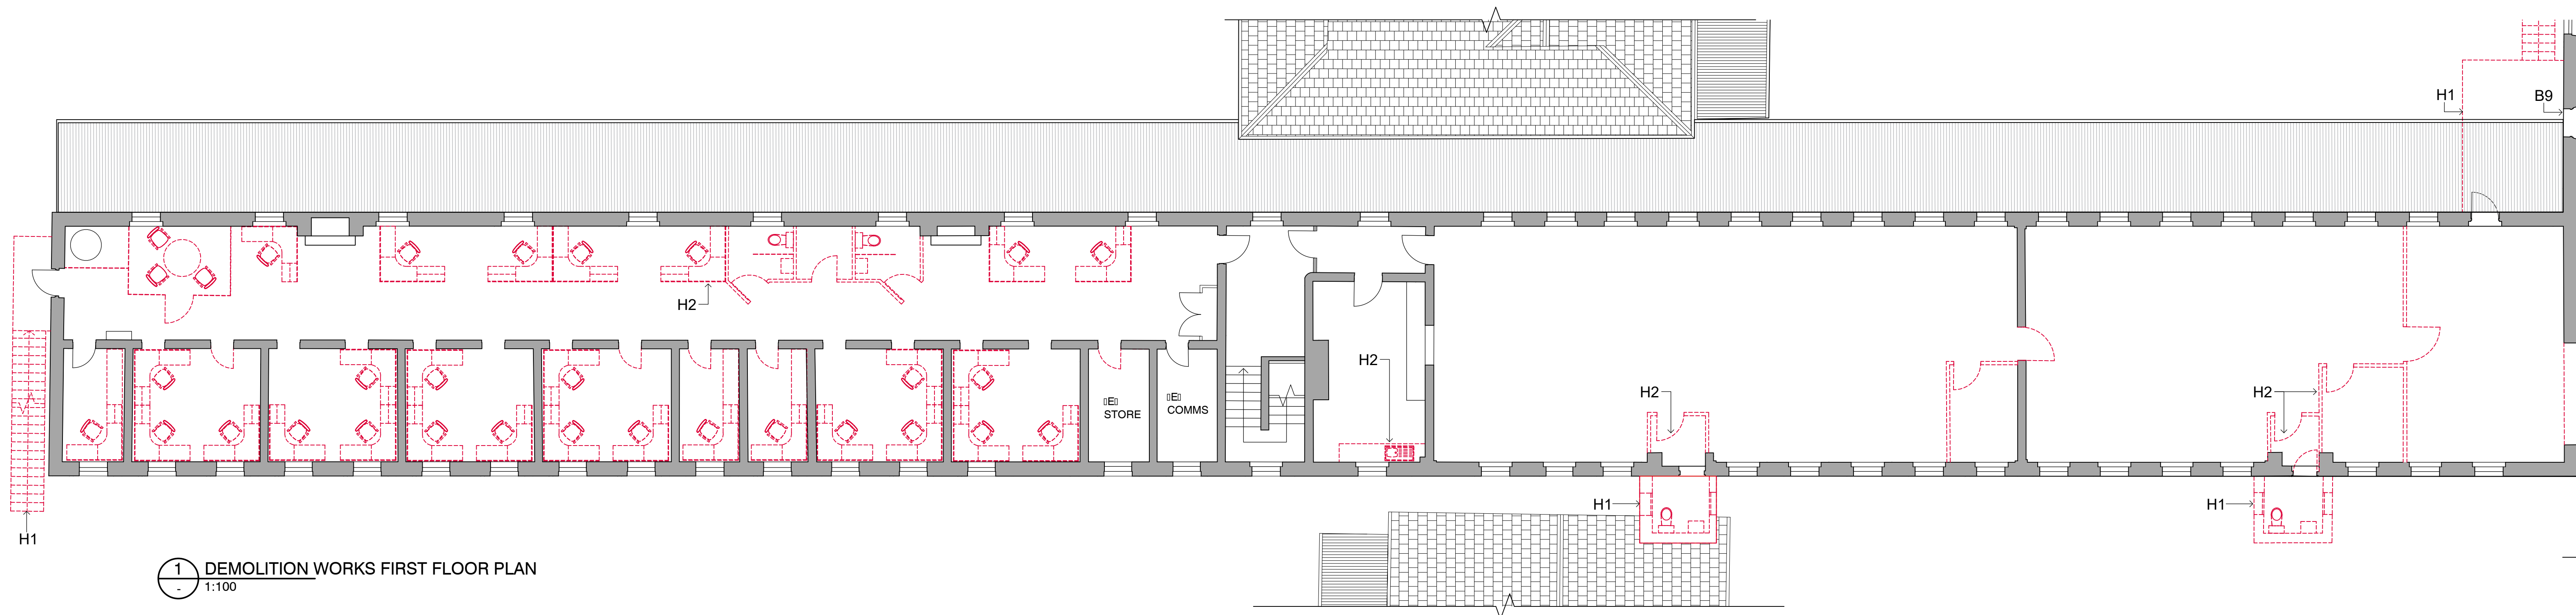 H1
B9
H2
H2
▯E▯
STORE
▯E▯
COMMS
H2
H2
H1
H1
H1
1
-
DEMOLITION WORKS FIRST FLOOR PLAN
1:100